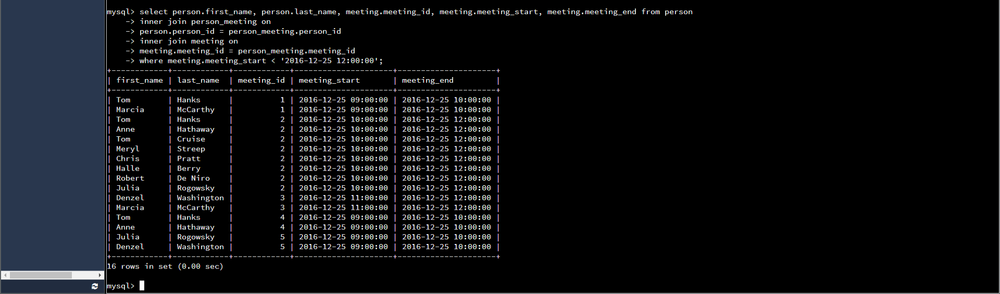 mysql> select person.first_name, person.last_name, meeting.meeting_id, meeting.meeting_start, meeting.meeting_end from person
    -> inner join person_meeting on
    -> person.person_id = person_meeting.person_id
    -> inner join meeting on
    -> meeting.meeting_id = person_meeting.meeting_id
    -> where meeting.meeting_start < '2016-12-25 12:00:00';
+------------+------------+------------+---------------------+---------------------+
| first_name | last_name  | meeting_id | meeting_start       | meeting_end         |
+------------+------------+------------+---------------------+---------------------+
| Tom        | Hanks      |          1 | 2016-12-25 09:00:00 | 2016-12-25 10:00:00 |
| Marcia     | McCarthy   |          1 | 2016-12-25 09:00:00 | 2016-12-25 10:00:00 |
| Tom        | Hanks      |          2 | 2016-12-25 10:00:00 | 2016-12-25 12:00:00 |
| Anne       | Hathaway   |          2 | 2016-12-25 10:00:00 | 2016-12-25 12:00:00 |
| Tom        | Cruise     |          2 | 2016-12-25 10:00:00 | 2016-12-25 12:00:00 |
| Meryl      | Streep     |          2 | 2016-12-25 10:00:00 | 2016-12-25 12:00:00 |
| Chris      | Pratt      |          2 | 2016-12-25 10:00:00 | 2016-12-25 12:00:00 |
| Halle      | Berry      |          2 | 2016-12-25 10:00:00 | 2016-12-25 12:00:00 |
| Robert     | De Niro    |          2 | 2016-12-25 10:00:00 | 2016-12-25 12:00:00 |
| Julia      | Rogowsky   |          2 | 2016-12-25 10:00:00 | 2016-12-25 12:00:00 |
| Denzel     | Washington |          3 | 2016-12-25 11:00:00 | 2016-12-25 12:00:00 |
| Marcia     | McCarthy   |          3 | 2016-12-25 11:00:00 | 2016-12-25 12:00:00 |
| Tom        | Hanks      |          4 | 2016-12-25 09:00:00 | 2016-12-25 10:00:00 |
| Anne       | Hathaway   |          4 | 2016-12-25 09:00:00 | 2016-12-25 10:00:00 |
| Julia      | Rogowsky   |          5 | 2016-12-25 09:00:00 | 2016-12-25 10:00:00 |
| Denzel     | Washington |          5 | 2016-12-25 09:00:00 | 2016-12-25 10:00:00 |
+------------+------------+------------+---------------------+---------------------+
16 rows in set (0.00 sec)
mysql>